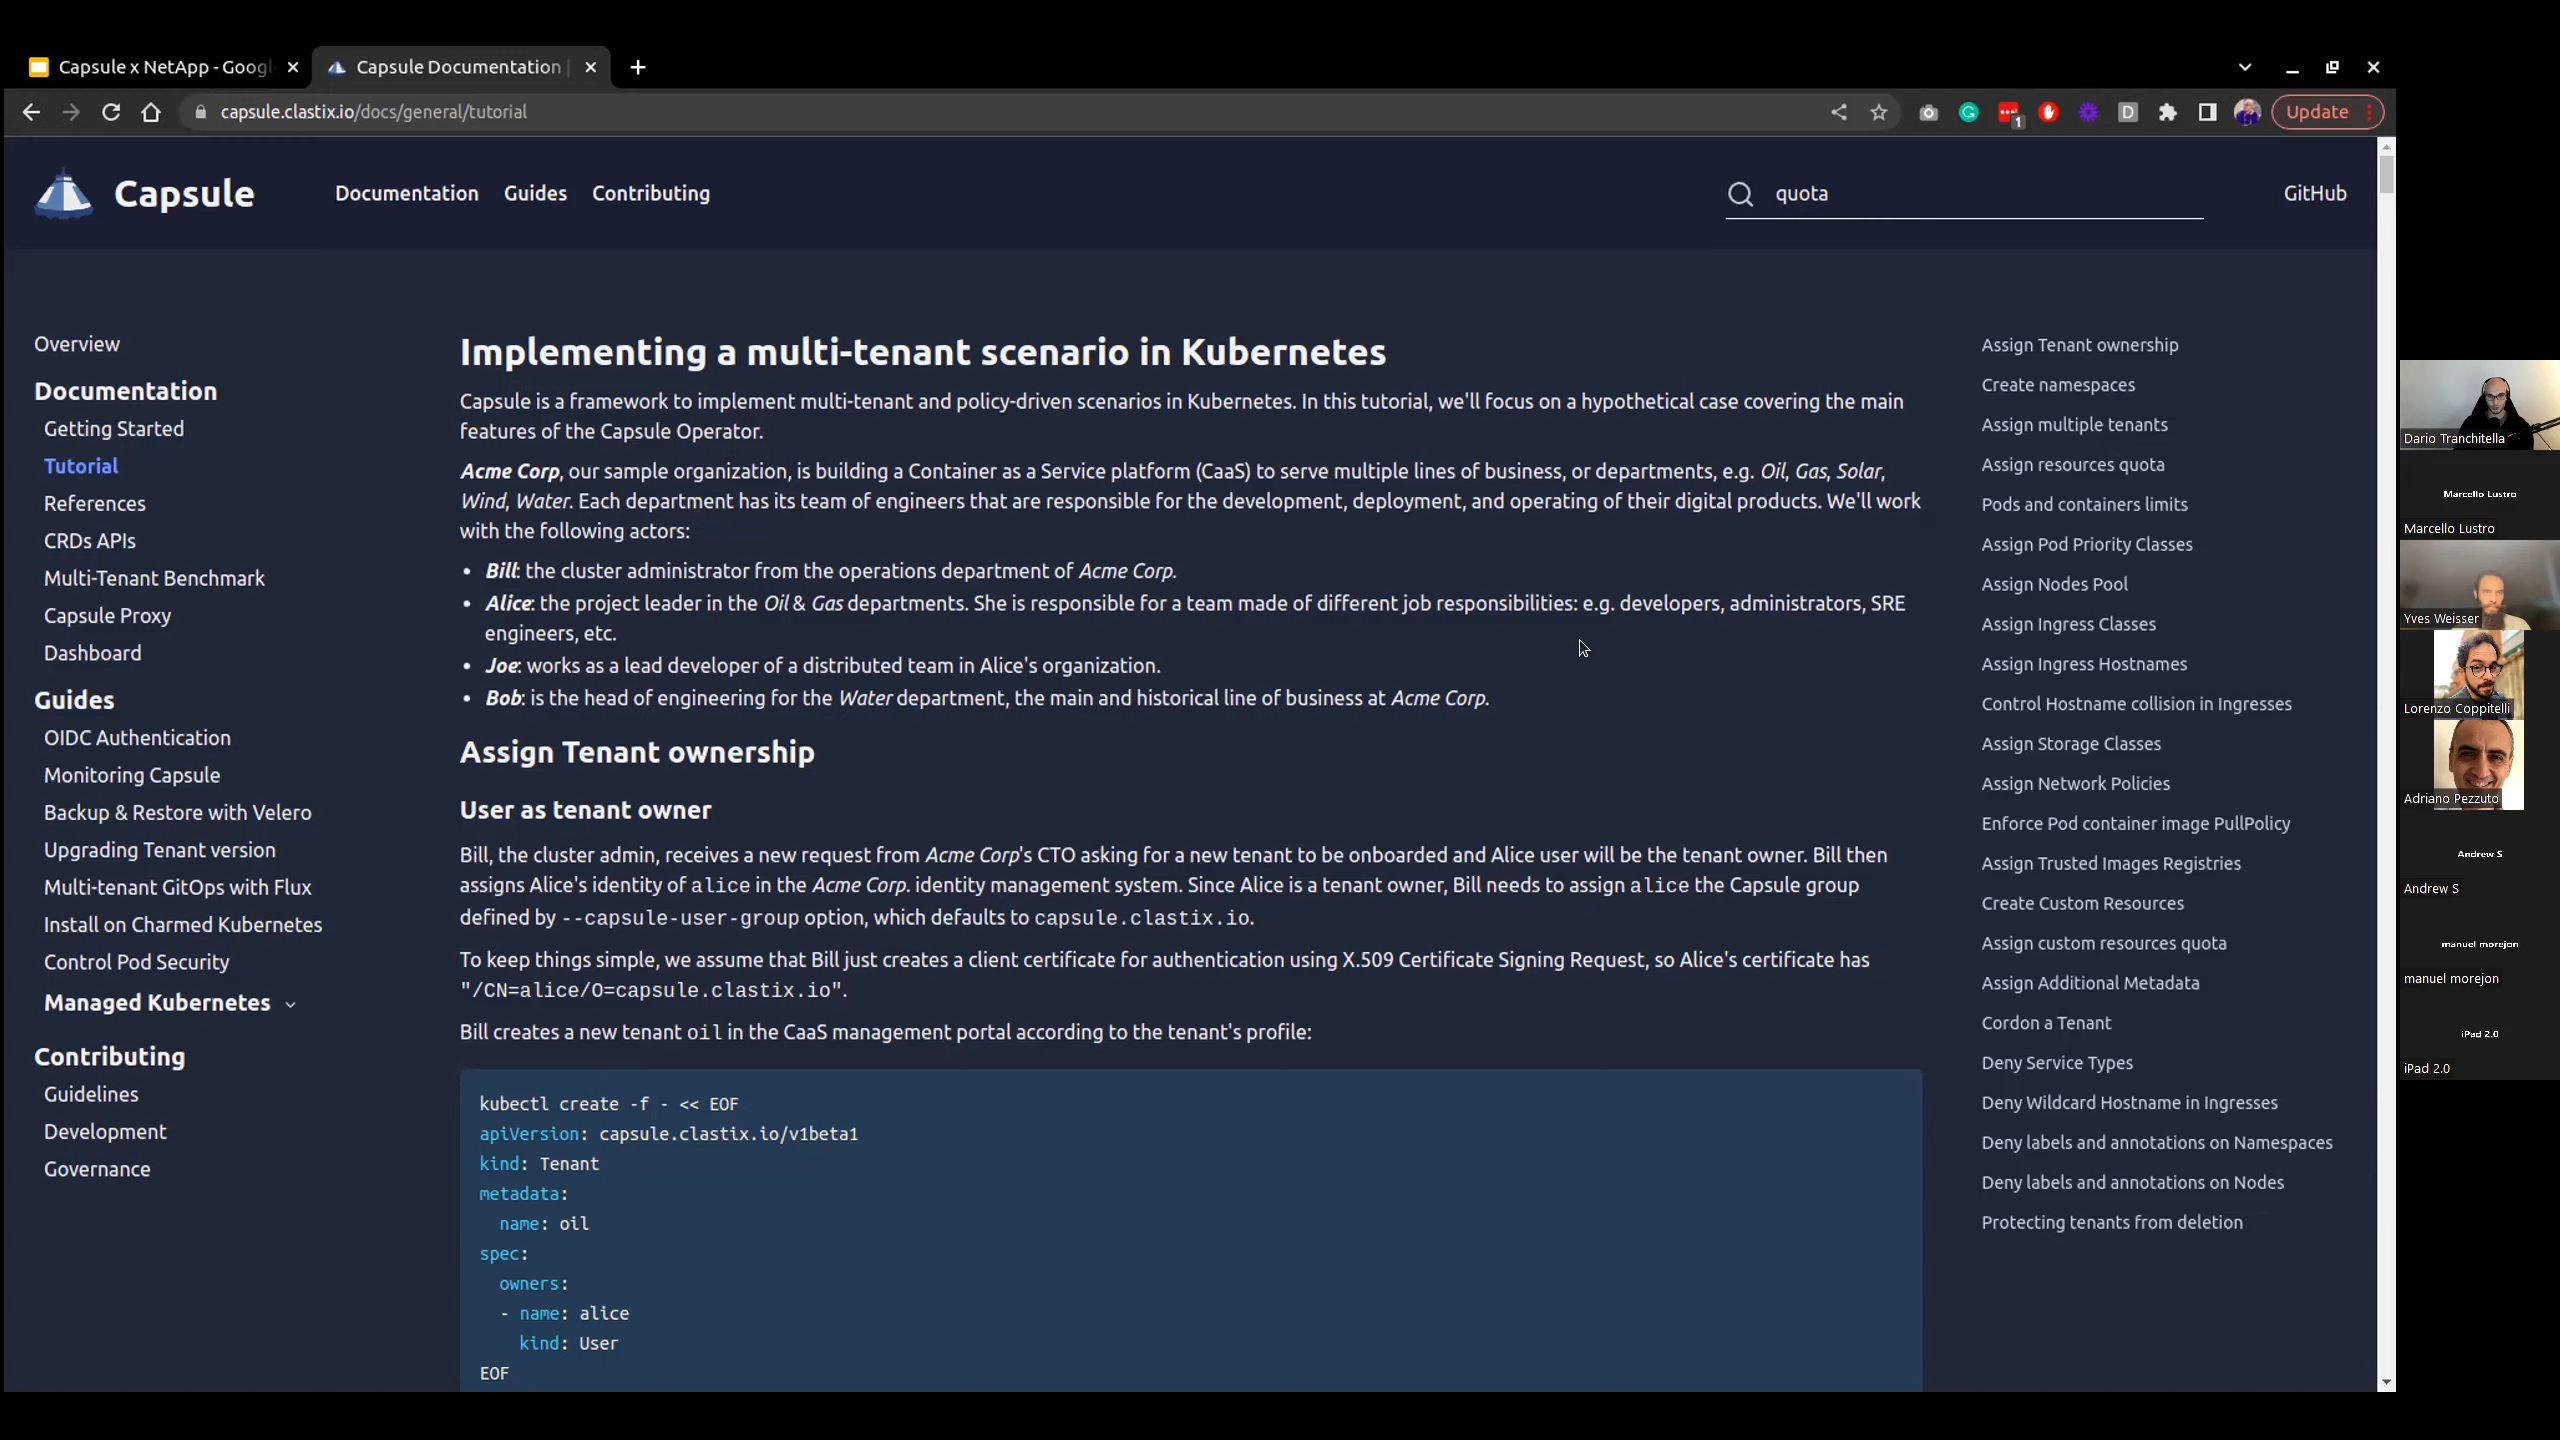 Capsule x NetApp - Googl
Capsule Documentation |
capsule.clastix.io/docs/general/tutorial
1
D
Update
Capsule
Documentation
Guides
Contributing
quota
GitHub
Overview
Documentation
Getting Started
Tutorial
References
CRDs APIs
Multi-Tenant Benchmark
Capsule Proxy
Dashboard
Guides
OIDC Authentication
Monitoring Capsule
Backup & Restore with Velero
Upgrading Tenant version
Multi-tenant GitOps with Flux
Install on Charmed Kubernetes
Control Pod Security
Managed Kubernetes
Contributing
Guidelines
Development
Governance
Implementing a multi-tenant scenario in Kubernetes
Capsule is a framework to implement multi-tenant and policy-driven scenarios in Kubernetes. In this tutorial, we'll focus on a hypothetical case covering the main
features of the Capsule Operator.
Acme Corp, our sample organization, is building a Container as a Service platform (CaaS) to serve multiple lines of business, or departments, e.g. Oil, Gas, Solar,
Wind, Water. Each department has its team of engineers that are responsible for the development, deployment, and operating of their digital products. We'll work
with the following actors:
• Bill: the cluster administrator from the operations department of Acme Corp.
• Alice: the project leader in the Oil & Gas departments. She is responsible for a team made of different job responsibilities: e.g. developers, administrators, SRE
engineers, etc.
• Joe: works as a lead developer of a distributed team in Alice's organization.
• Bob: is the head of engineering for the Water department, the main and historical line of business at Acme Corp.
Assign Tenant ownership
User as tenant owner
Bill, the cluster admin, receives a new request from Acme Corp's CTO asking for a new tenant to be onboarded and Alice user will be the tenant owner. Bill then
assigns Alice's identity of alice in the Acme Corp. identity management system. Since Alice is a tenant owner, Bill needs to assign alice the Capsule group
defined by --capsule-user-group option, which defaults to capsule.clastix.io.
To keep things simple, we assume that Bill just creates a client certificate for authentication using X.509 Certificate Signing Request, so Alice's certificate has
"/CN=alice/O=capsule.clastix.io".
Bill creates a new tenant oil in the CaaS management portal according to the tenant's profile:
kubectl create -f - << EOF
apiVersion: capsule.clastix.io/v1beta1
kind: Tenant
metadata:
  name: oil
spec:
  owners:
  - name: alice
    kind: User
EOF
Assign Tenant ownership
Create namespaces
Assign multiple tenants
Assign resources quota
Pods and containers limits
Assign Pod Priority Classes
Assign Nodes Pool
Assign Ingress Classes
Assign Ingress Hostnames
Control Hostname collision in Ingresses
Assign Storage Classes
Assign Network Policies
Enforce Pod container image PullPolicy
Assign Trusted Images Registries
Create Custom Resources
Assign custom resources quota
Assign Additional Metadata
Cordon a Tenant
Deny Service Types
Deny Wildcard Hostname in Ingresses
Deny labels and annotations on Namespaces
Deny labels and annotations on Nodes
Protecting tenants from deletion
Dario Tranchitella
Marcello Lustro
Marcello Lustro
Yves Weisser
Lorenzo Coppitelli
Adriano Pezzuto
Andrew S
Andrew S
manuel morejon
manuel morejon
iPad 2.0
iPad 2.0